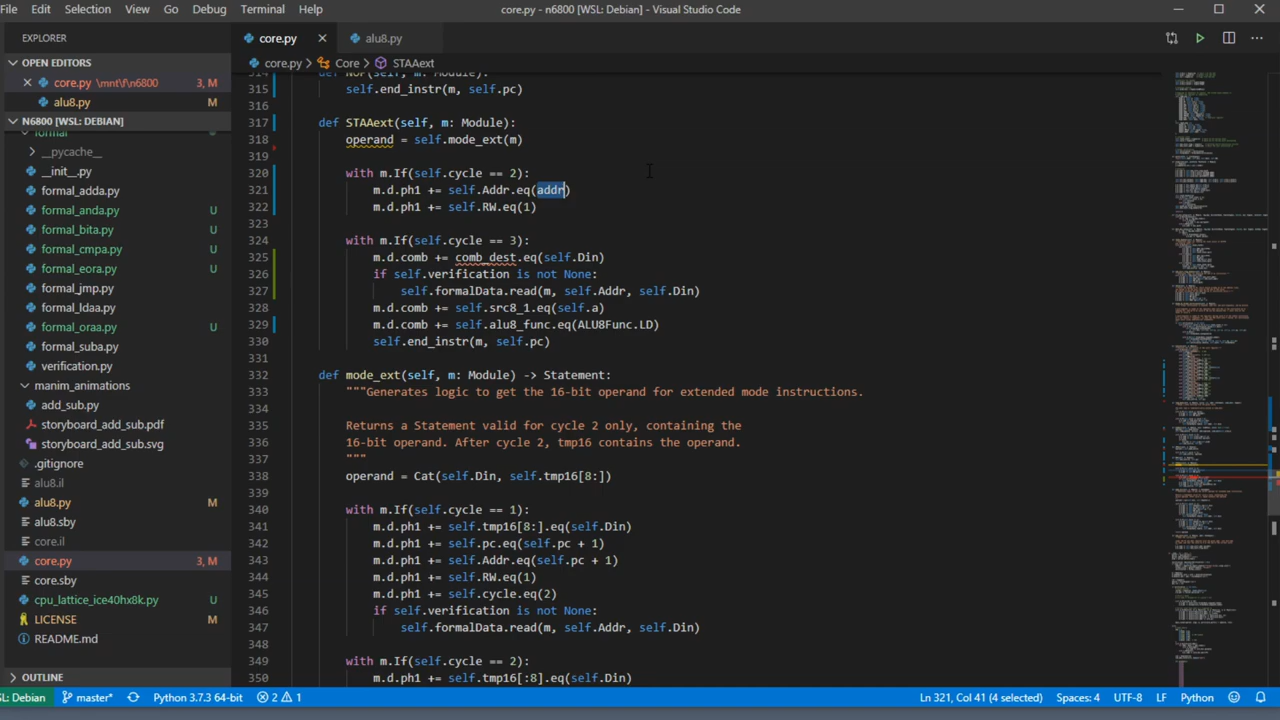 File Edit Selection View Go Debug Terminal Help
core.py - n6800 [WSL: Debian] - Visual Studio Code
EXPLORER
core.py
alu8.py
OPEN EDITORS
core.py > Core > STAAext
core.py \mnt\f\n6800 3, M
alu8.py M
N6800 [WSL: DEBIAN]
formal
__pycache__
__init__.py
formal_adda.py U
formal_anda.py U
formal_bita.py U
formal_cmpa.py U
formal_eora.py U
formal_jmp.py
formal_ldaa.py
formal_oraa.py U
formal_suba.py
verification.py
manim_animations
add_sub.py
storyboard_add_sub.pdf
storyboard_add_sub.svg
.gitignore
alu8.il
alu8.py M
alu8.sby
core.il
core.py 3, M
core.sby
cpu_lattice_ice40hx8k.py U
LICENSE M
README.md
OUTLINE
314 def NOP(self, m: Module):
315 self.end_instr(m, self.pc)
316
317 def STAAext(self, m: Module):
318 operand = self.mode_ext(m)
319
320 with m.If(self.cycle == ):
321 m.d.ph1 += self.Addr.eq(addr)
322 m.d.ph1 += self.RW.eq(1)
323
324 with m.If(self.cycle == ):
325 m.d.comb += comb_oper.eq(self.Din)
326 if self.verification is not None:
327 self.formalData.read(m, self.Addr, self.Din)
328 m.d.comb += self.src8_1.eq(self.a)
329 m.d.comb += self.alu8_func.eq(ALU8Func.LD)
330 self.end_instr(m, self.pc)
331
332 def mode_ext(self, m: Module) -> Statement:
333 """Generates logic to get the 16-bit operand for extended mode instructions.
334
335 Returns a Statement valid for cycle 2 only, containing the
336 16-bit operand. After cycle 2, tmp16 contains the operand.
337 """
338 operand = Cat(self.Din, self.tmp16[8:])
339
340 with m.If(self.cycle == ):
341 m.d.ph1 += self.tmp16[8:].eq(self.Din)
342 m.d.ph1 += self.pc.eq(self.pc + 1)
343 m.d.ph1 += self.Addr.eq(self.pc + 1)
344 m.d.ph1 += self.RW.eq(1)
345 m.d.ph1 += self.cycle.eq(2)
346 if self.verification is not None:
347 self.formalData.read(m, self.Addr, self.Din)
348
349 with m.If(self.cycle == ):
350 m.d.ph1 += self.tmp16[:8].eq(self.Din)
WSL: Debian master* Python 3.7.3 64-bit 2 1
Ln 321, Col 41 (4 selected) Spaces: 4 UTF-8 LF Python